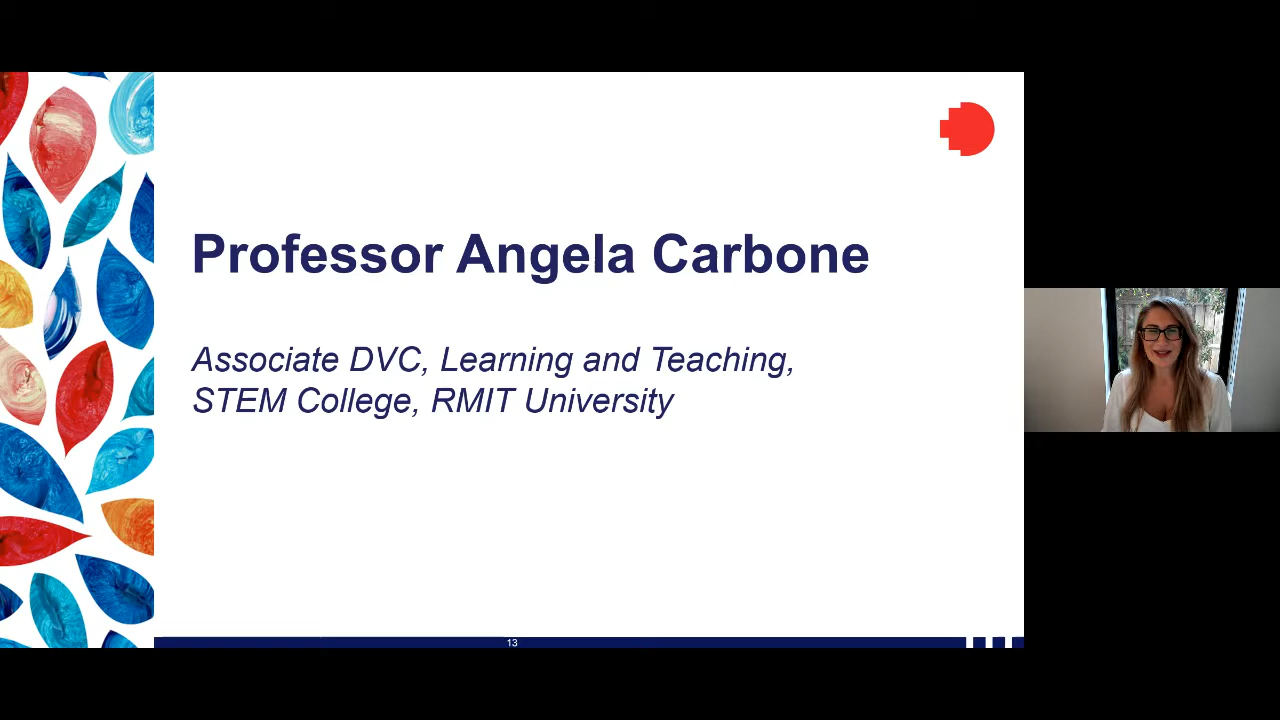 Professor Angela Carbone
Associate DVC, Learning and Teaching,
STEM College, RMIT University
13